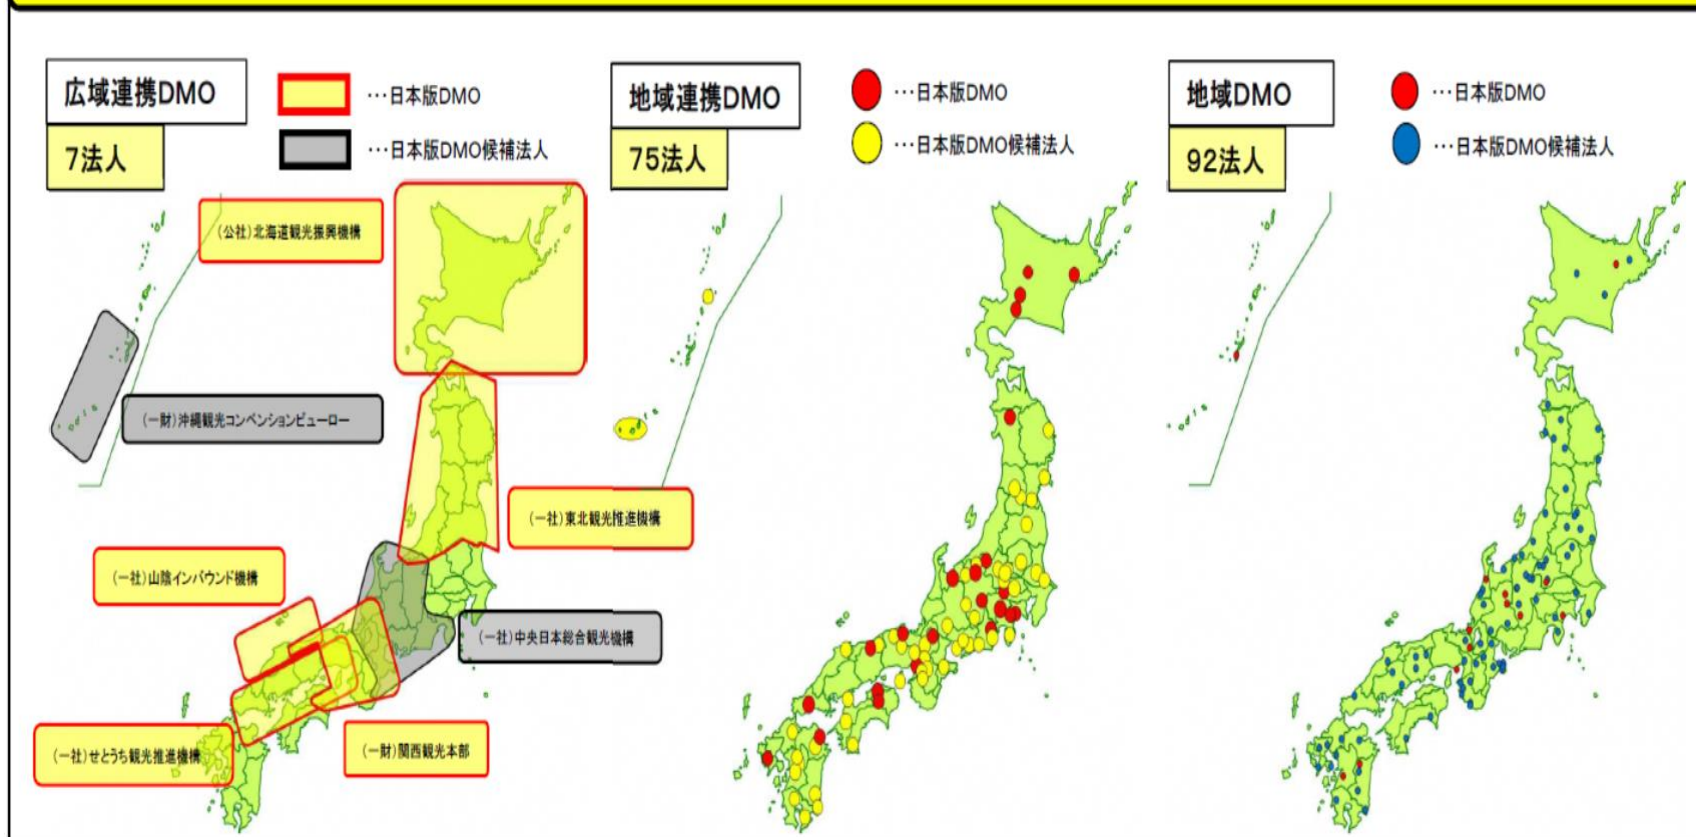 広域連携DMO
7法人
…日本版DMO
…日本版DMO候補法人
(公社)北海道観光振興機構
(一財)沖縄観光コンベンションビューロー
(一社)東北観光推進機構
(一社)山陰インバウンド機構
(一社)中央日本総合観光機構
(一社)せとうち観光推進機構
(一財)関西観光本部
地域連携DMO
75法人
…日本版DMO
…日本版DMO候補法人
地域DMO
92法人
…日本版DMO
…日本版DMO候補法人